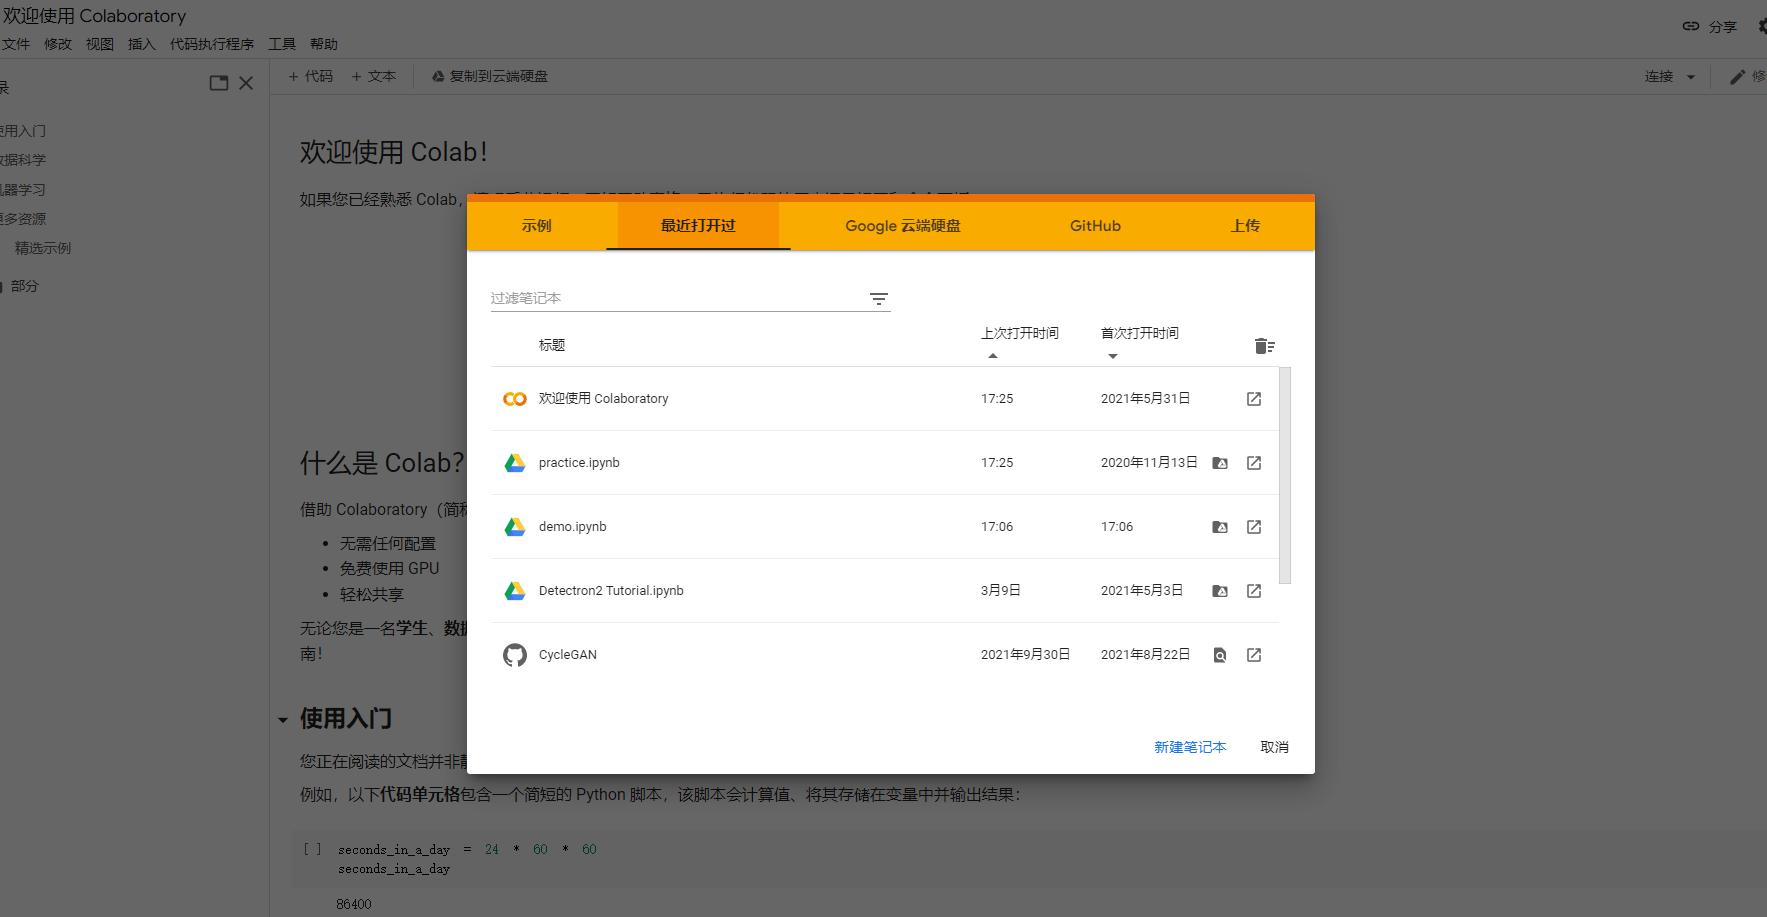 欢迎使用 Colaboratory
文件 修改 视图 插入 代码执行程序 工具 帮助
分享
录
使用入门
数据科学
机器学习
更多资源
精选示例
部分
+ 代码 + 文本 复制到云端硬盘
连接
修
欢迎使用 Colab！
如果您已经熟悉 Colab，
示例 最近打开过 Google 云端硬盘 GitHub 上传
过滤笔记本
标题 上次打开时间 首次打开时间
欢迎使用 Colaboratory 17:25 2021年5月31日
practice.ipynb 17:25 2020年11月13日
demo.ipynb 17:06 17:06
Detectron2 Tutorial.ipynb 3月9日 2021年5月3日
CycleGAN 2021年9月30日 2021年8月22日
新建笔记本 取消
什么是 Colab？
借助 Colaboratory（简称
• 无需任何配置
• 免费使用 GPU
• 轻松共享
无论您是一名学生、数据
南！
使用入门
您正在阅读的文档并非静
例如，以下代码单元格包含一个简短的 Python 脚本，该脚本会计算值、将其存储在变量中并输出结果：
[ ] seconds_in_a_day = 24 * 60 * 60
seconds_in_a_day
86400